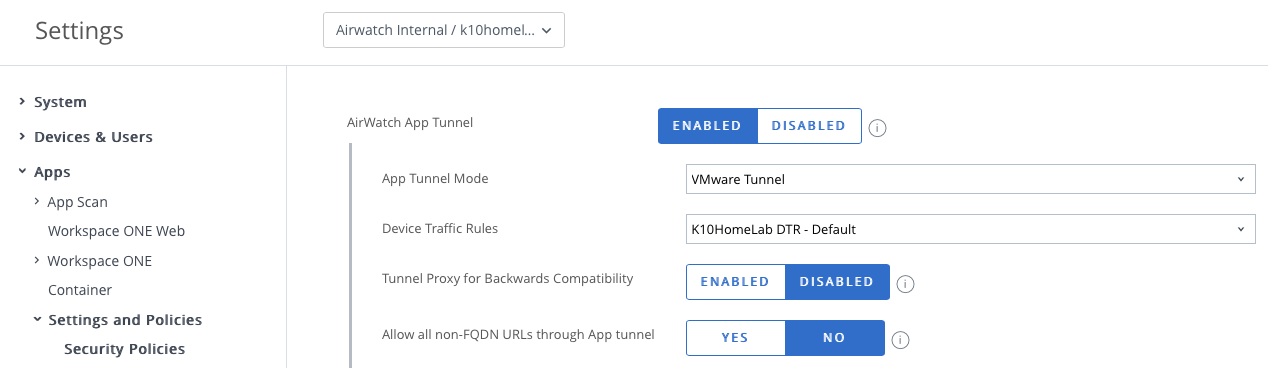 Settings
Airwatch Internal / k10homel...
System
Devices & Users
Apps
App Scan
Workspace ONE Web
Workspace ONE
Container
Settings and Policies
Security Policies
AirWatch App Tunnel
ENABLED DISABLED
App Tunnel Mode
VMware Tunnel
Device Traffic Rules
K10HomeLab DTR - Default
Tunnel Proxy for Backwards Compatibility
ENABLED DISABLED
Allow all non-FQDN URLs through App tunnel
YES NO